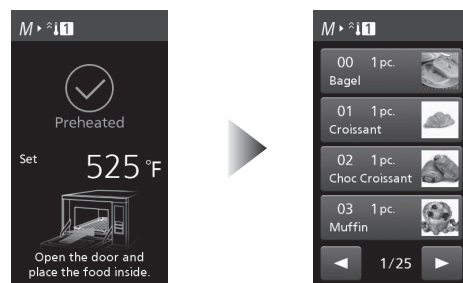 M 1
Preheated
Set 525 °F
Open the door and
place the food inside.
M 1
00 1 pc.
Bagel
01 1 pc.
Croissant
02 1 pc.
Choc Croissant
03 1 pc.
Muffin
1/25